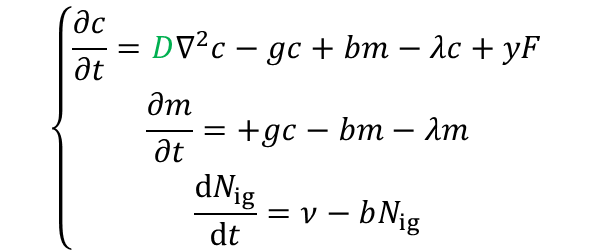 ∂c/∂t = D∇²c − gc + bm − λc + yF
∂m/∂t = +gc − bm − λm
dN_ig/dt = ν − bN_ig